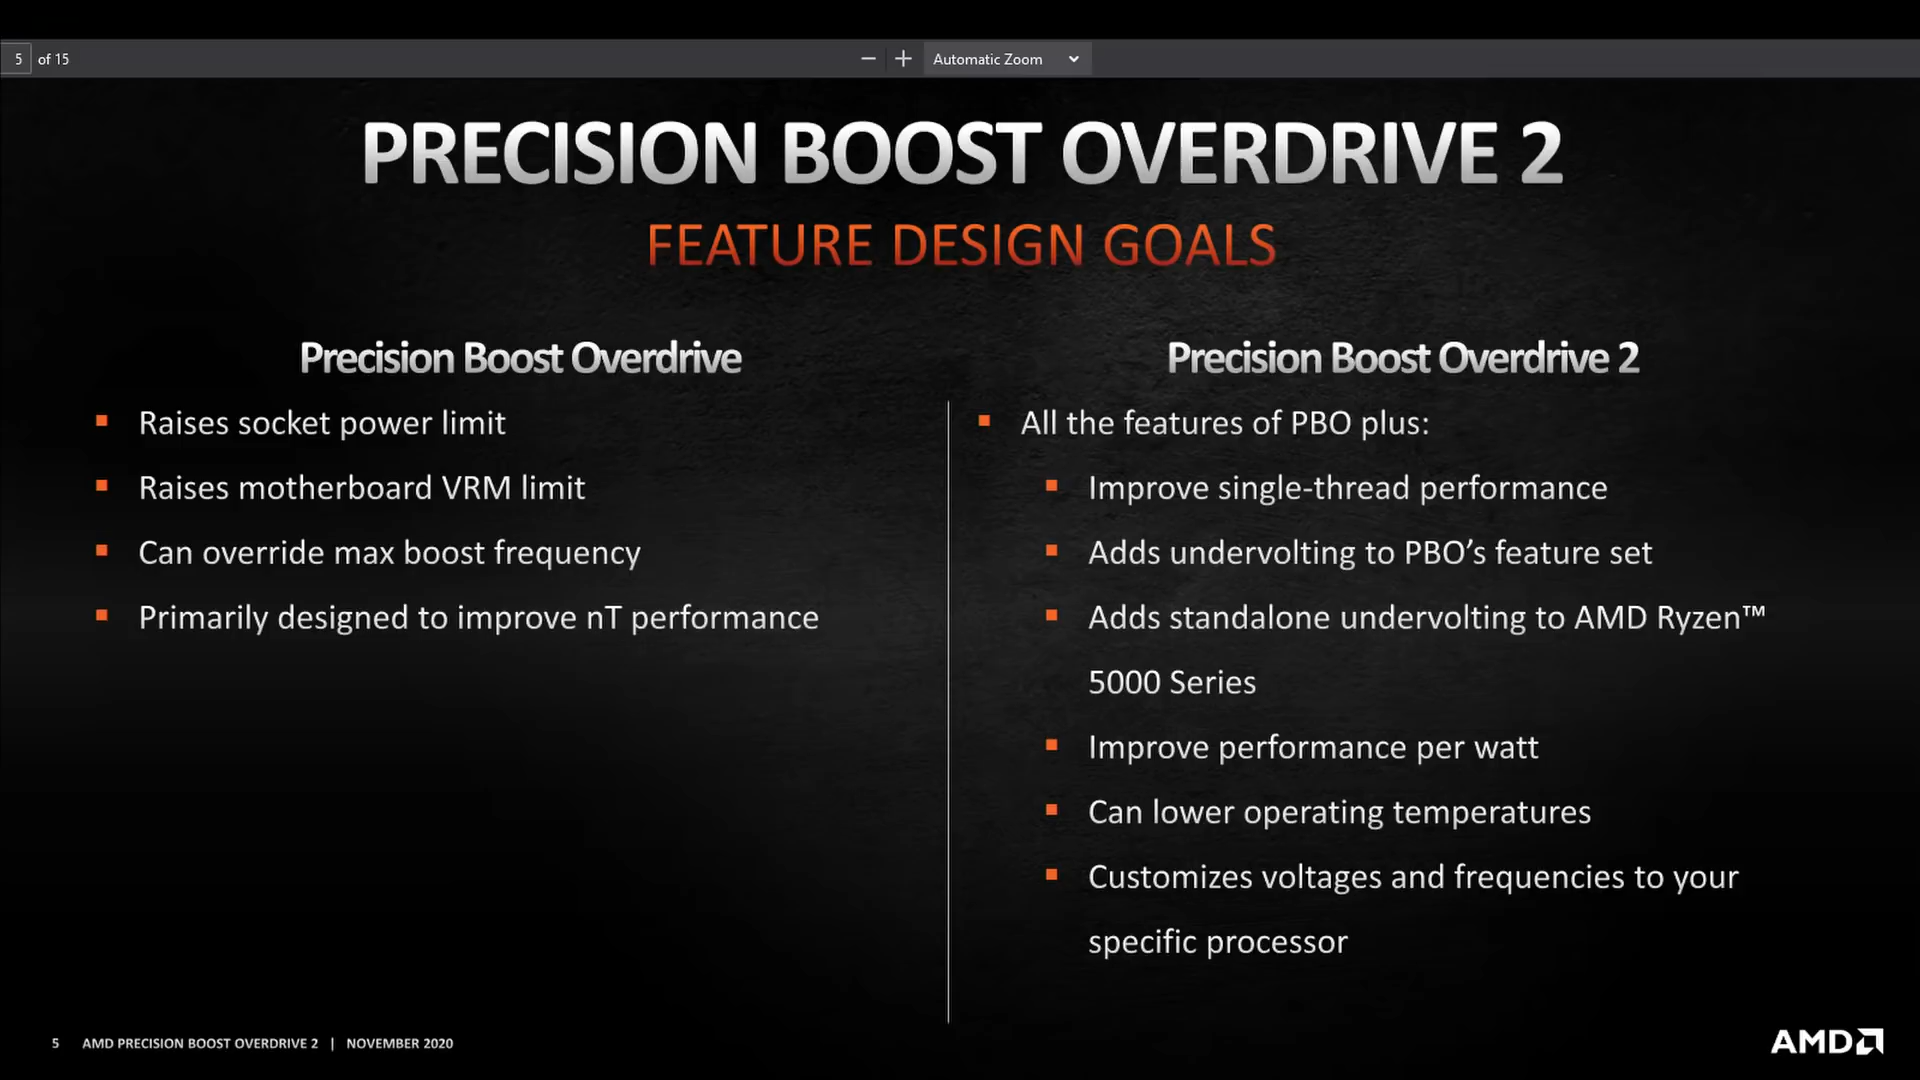 5 of 15
Automatic Zoom
PRECISION BOOST OVERDRIVE 2
FEATURE DESIGN GOALS
Precision Boost Overdrive
Raises socket power limit
Raises motherboard VRM limit
Can override max boost frequency
Primarily designed to improve nT performance
Precision Boost Overdrive 2
All the features of PBO plus:
Improve single-thread performance
Adds undervolting to PBO’s feature set
Adds standalone undervolting to AMD Ryzen™
5000 Series
Improve performance per watt
Can lower operating temperatures
Customizes voltages and frequencies to your
specific processor
5 AMD PRECISION BOOST OVERDRIVE 2 | NOVEMBER 2020
AMD